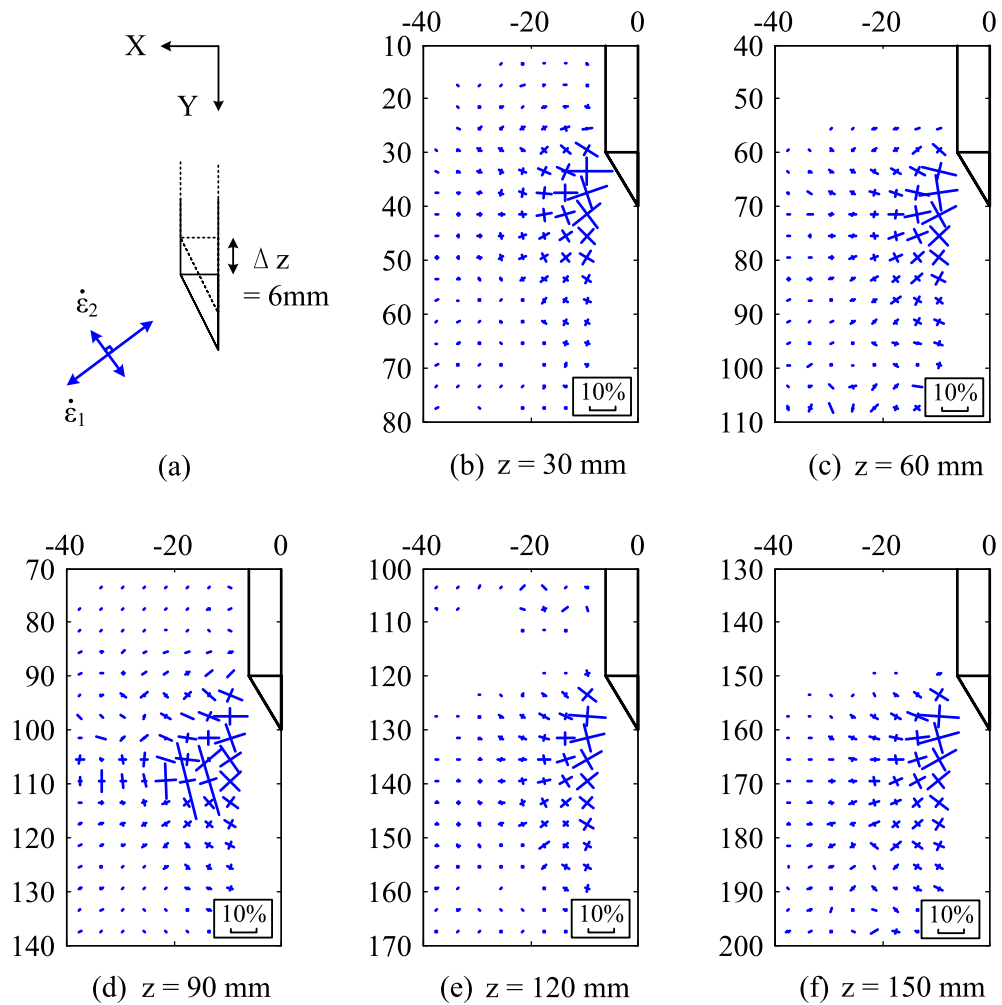 X
Y
Δ z
= 6mm
ε̇2
ε̇1
(a)
-40 -20 0
10
20
30
40
50
60
70
80
10%
(b) z = 30 mm
-40 -20 0
40
50
60
70
80
90
100
110
10%
(c) z = 60 mm
-40 -20 0
70
80
90
100
110
120
130
140
10%
(d) z = 90 mm
-40 -20 0
100
110
120
130
140
150
160
170
10%
(e) z = 120 mm
-40 -20 0
130
140
150
160
170
180
190
200
10%
(f) z = 150 mm